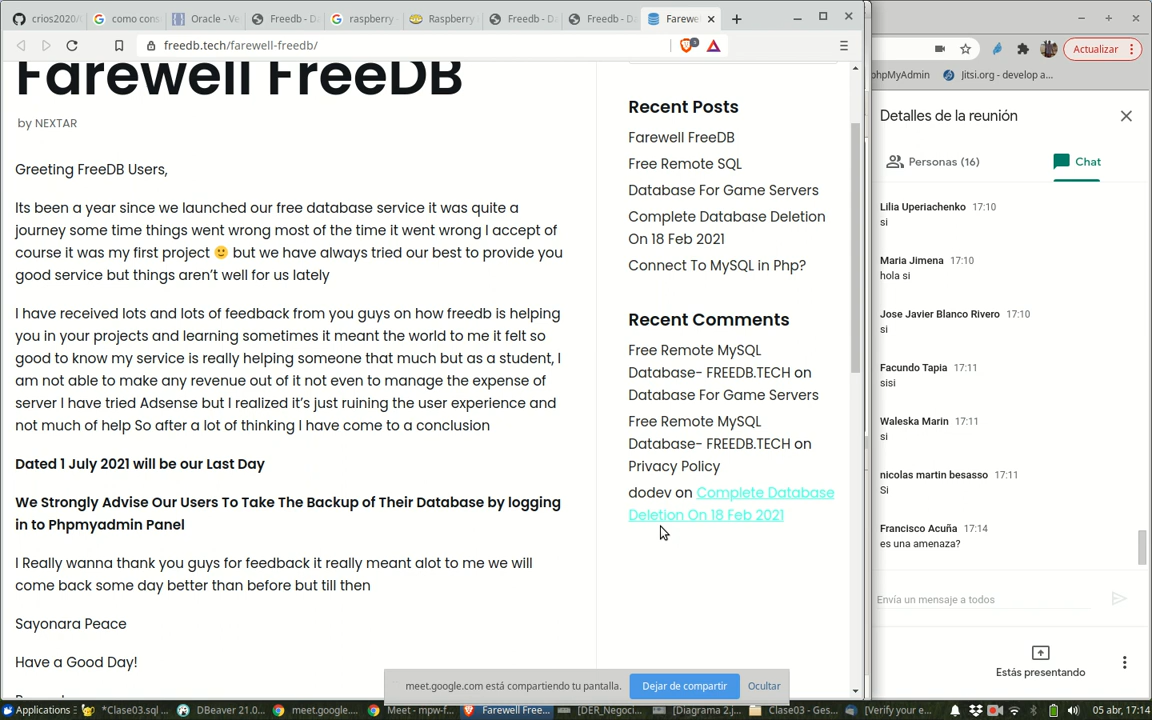 crios2020/
como cons
Oracle - Ve
Freedb - D
raspberry
Raspberry
Freedb - D
Freedb - D
Farewe
freedb.tech/farewell-freedb/
Actualizar
phpMyAdmin
Jitsi.org - develop a...
Farewell FreeDB
by NEXTAR
Greeting FreeDB Users,
Its been a year since we launched our free database service it was quite a
journey some time things went wrong most of the time it went wrong I accept of
course it was my first project 🙂 but we have always tried our best to provide you
good service but things aren't well for us lately
I have received lots and lots of feedback from you guys on how freedb is helping
you in your projects and learning sometimes it meant the world to me it felt so
good to know my service is really helping someone that much but as a student, I
am not able to make any revenue out of it not even to manage the expense of
server I have tried Adsense but I realized it's just ruining the user experience and
not much of help So after a lot of thinking I have come to a conclusion
Dated 1 July 2021 will be our Last Day
We Strongly Advise Our Users To Take The Backup of Their Database by logging
in to Phpmyadmin Panel
I Really wanna thank you guys for feedback it really meant alot to me we will
come back some day better than before but till then
Sayonara Peace
Have a Good Day!
Recent Posts
Farewell FreeDB
Free Remote SQL
Database For Game Servers
Complete Database Deletion
On 18 Feb 2021
Connect To MySQL in Php?
Recent Comments
Free Remote MySQL
Database- FREEDB.TECH on
Database For Game Servers
Free Remote MySQL
Database- FREEDB.TECH on
Privacy Policy
dodev on Complete Database
Deletion On 18 Feb 2021
Detalles de la reunión
Personas (16)
Chat
Lilia Uperiachenko 17:10
si
Maria Jimena 17:10
hola si
Jose Javier Blanco Rivero 17:10
si
Facundo Tapia 17:11
sisi
Waleska Marin 17:11
si
nicolas martin besasso 17:11
Si
Francisco Acuña 17:14
es una amenaza?
Envía un mensaje a todos
Estás presentando
meet.google.com está compartiendo tu pantalla.
Dejar de compartir
Ocultar
Applications
*Clase03.sql ...
DBeaver 21.0...
meet.google....
Meet - mpw-f...
Farewell Free...
[DER_Negoci...
[Diagrama 2.j...
Clase03 - Ges...
[Verify your e...
05 abr, 17:14